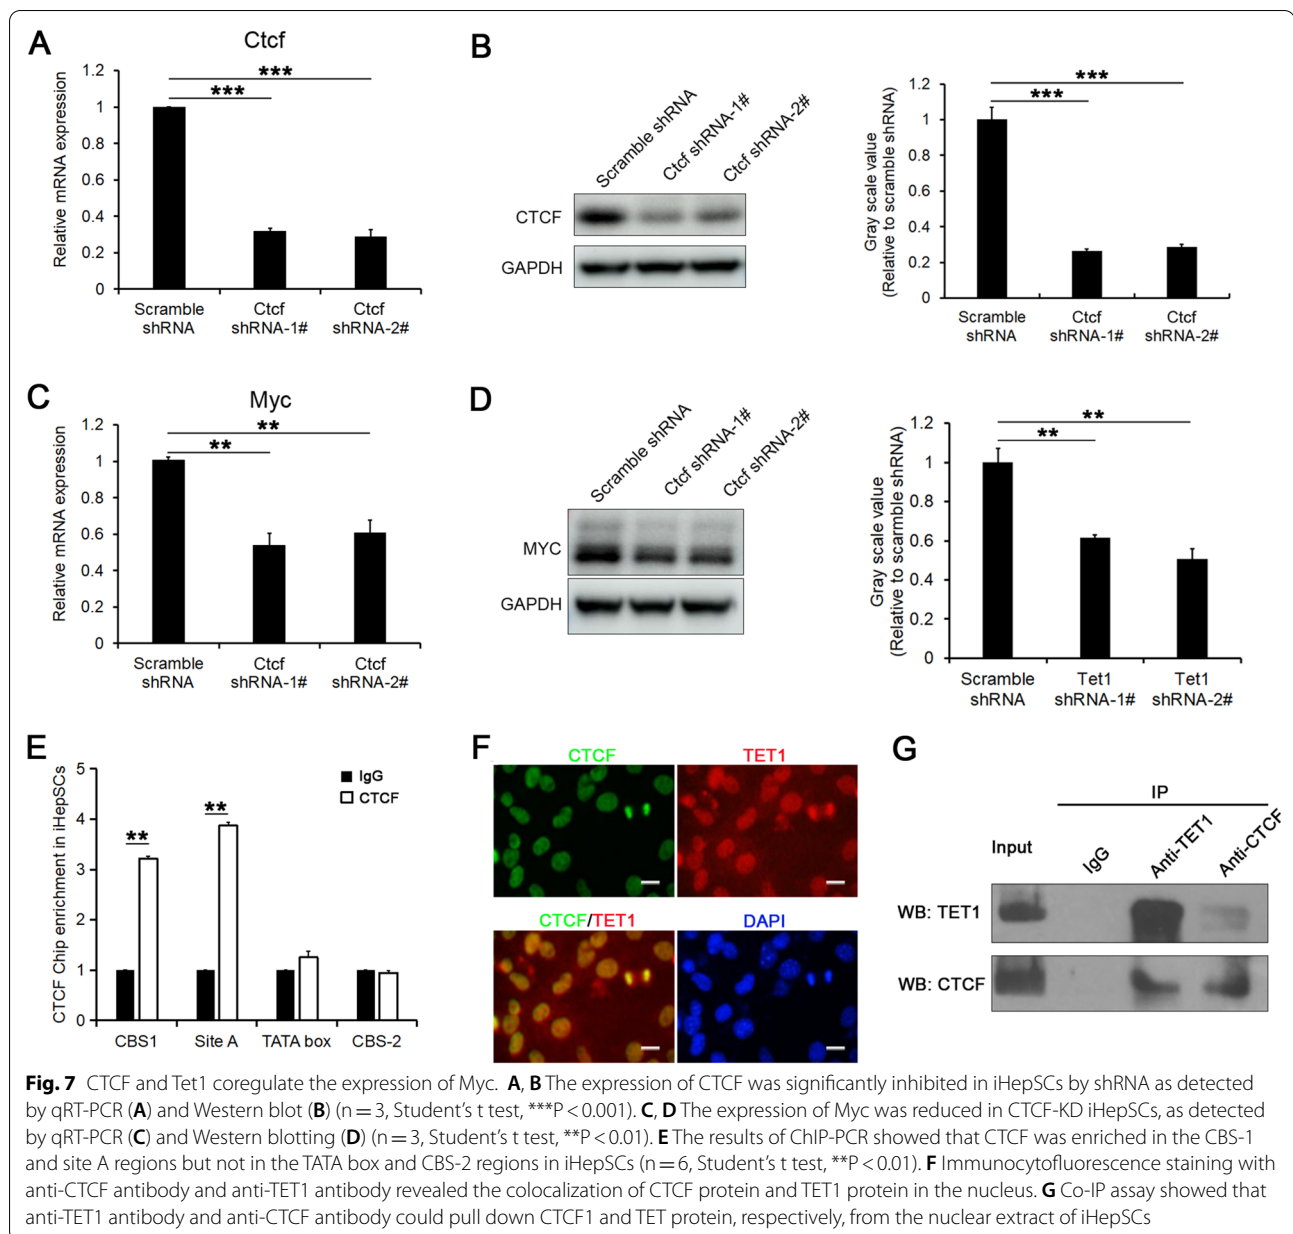 A
Ctcf
Relative mRNA expression
1.2
1
0.8
0.6
0.4
0.2
0
***
***
Scramble shRNA
Ctcf shRNA-1#
Ctcf shRNA-2#
B
Scramble shRNA
Ctcf shRNA-1#
Ctcf shRNA-2#
CTCF
GAPDH
Gray scale value
(Relative to scramble shRNA)
1.2
1
0.8
0.6
0.4
0.2
0
***
***
Scramble shRNA
Ctcf shRNA-1#
Ctcf shRNA-2#
C
Myc
Relative mRNA expression
1.2
1
0.8
0.6
0.4
0.2
0
**
**
Scramble shRNA
Ctcf shRNA-1#
Ctcf shRNA-2#
D
Scramble shRNA
Ctcf shRNA-1#
Ctcf shRNA-2#
MYC
GAPDH
Gray scale value
(Relative to scarmble shRNA)
1.2
1
0.8
0.6
0.4
0.2
0
**
**
Scramble shRNA
Tet1 shRNA-1#
Tet1 shRNA-2#
E
CTCF Chip enrichment in iHepSCs
5
4
3
2
1
0
IgG
CTCF
**
**
CBS1
Site A
TATA box
CBS-2
F
CTCF
TET1
CTCF/TET1
DAPI
G
IP
Input
IgG
Anti-TET1
Anti-CTCF
WB: TET1
WB: CTCF
Fig. 7 CTCF and Tet1 coregulate the expression of Myc. A, B The expression of CTCF was significantly inhibited in iHepSCs by shRNA as detected
by qRT-PCR (A) and Western blot (B) (n = 3, Student’s t test, ***P < 0.001). C, D The expression of Myc was reduced in CTCF-KD iHepSCs, as detected
by qRT-PCR (C) and Western blotting (D) (n = 3, Student’s t test, **P < 0.01). E The results of ChIP-PCR showed that CTCF was enriched in the CBS-1
and site A regions but not in the TATA box and CBS-2 regions in iHepSCs (n = 6, Student’s t test, **P < 0.01). F Immunocytofluorescence staining with
anti-CTCF antibody and anti-TET1 antibody revealed the colocalization of CTCF protein and TET1 protein in the nucleus. G Co-IP assay showed that
anti-TET1 antibody and anti-CTCF antibody could pull down CTCF1 and TET protein, respectively, from the nuclear extract of iHepSCs